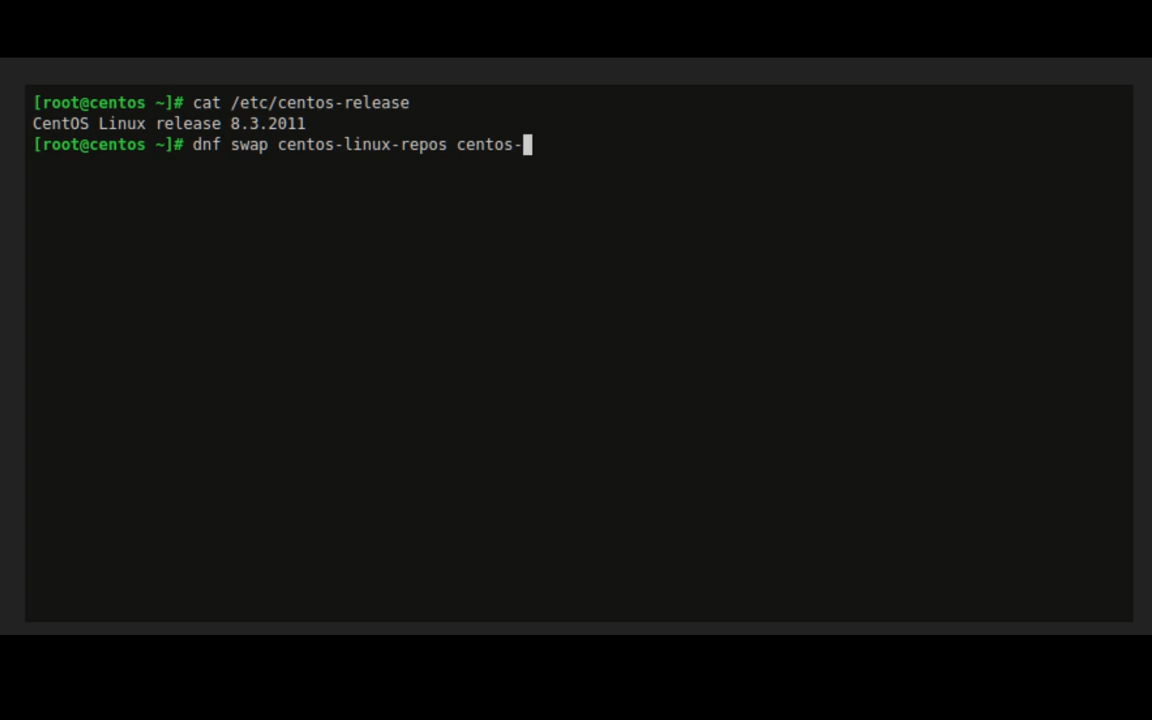 [root@centos ~]# cat /etc/centos-release
CentOS Linux release 8.3.2011
[root@centos ~]# dnf swap centos-linux-repos centos-